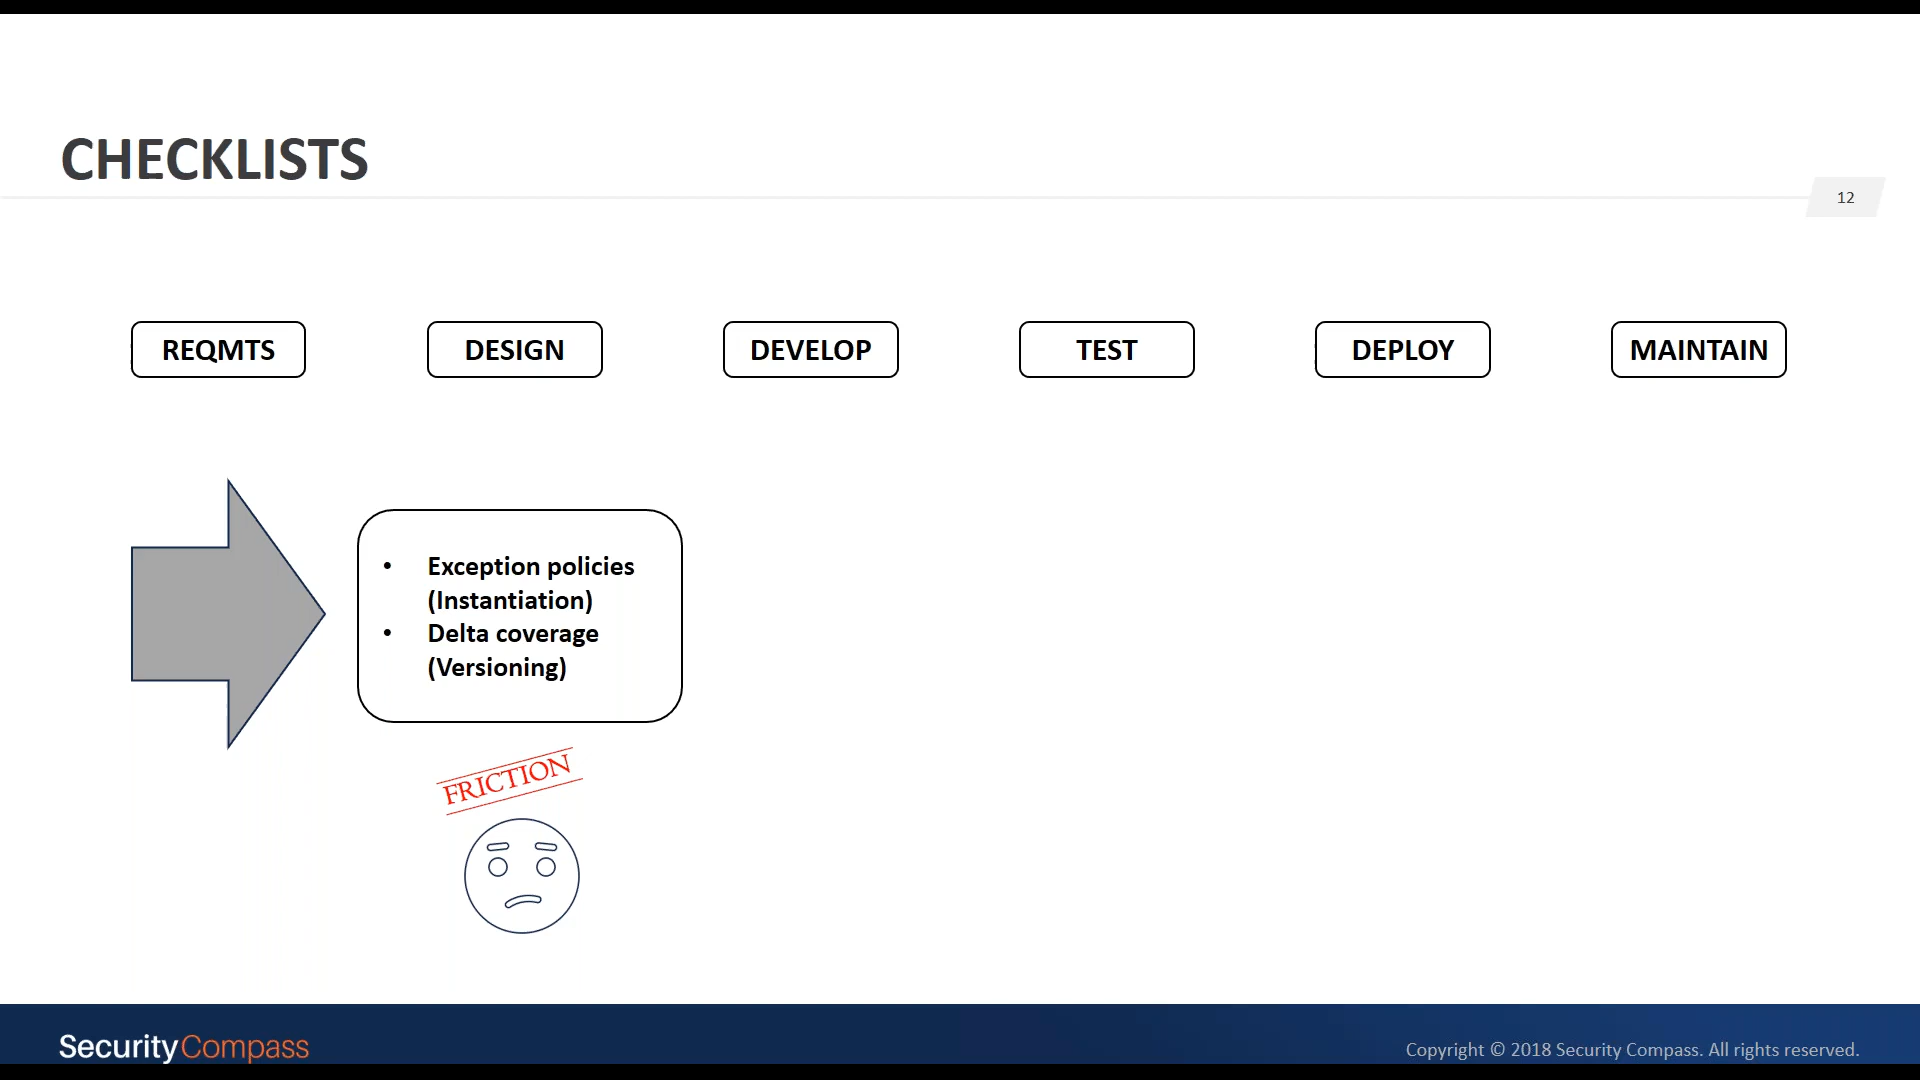 CHECKLISTS
12
REQMTS
DESIGN
DEVELOP
TEST
DEPLOY
MAINTAIN
• Exception policies
(Instantiation)
• Delta coverage
(Versioning)
FRICTION
SecurityCompass
Copyright © 2018 Security Compass. All rights reserved.